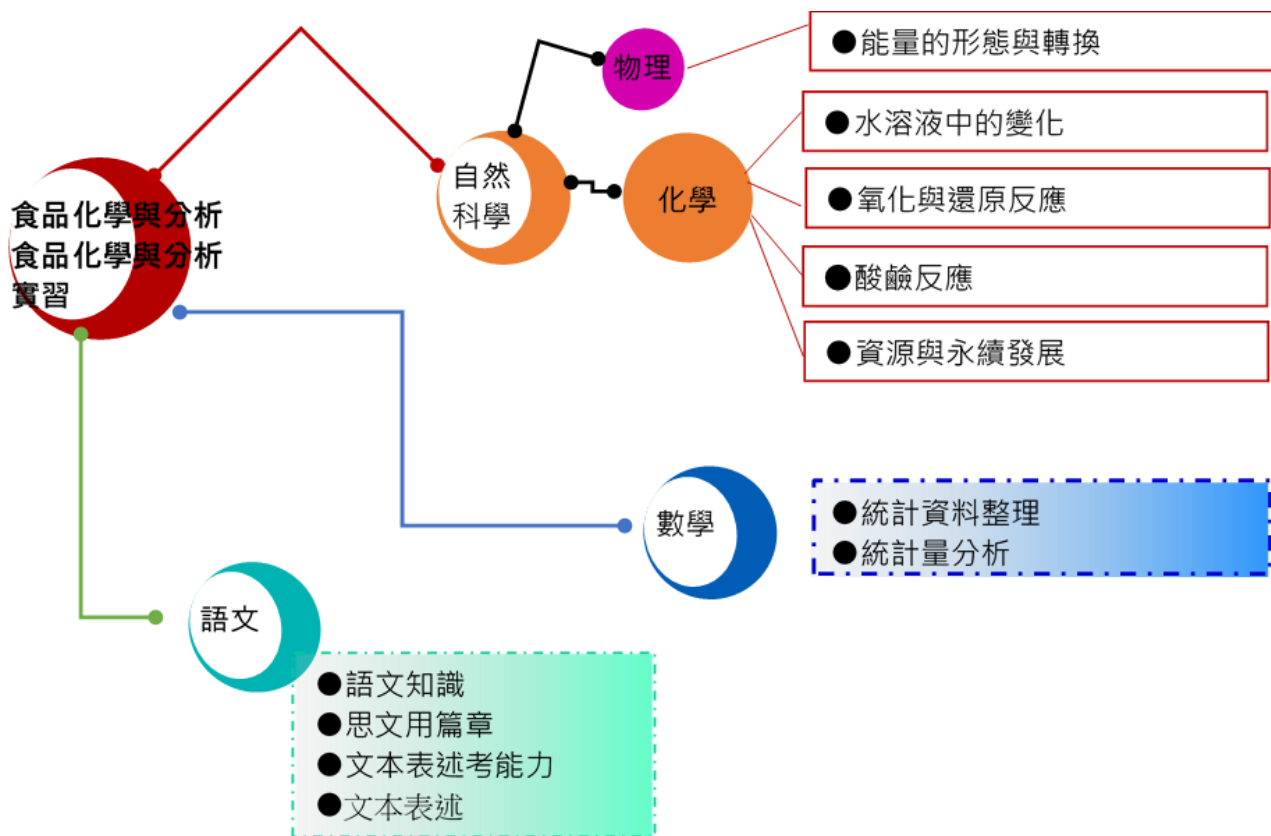 食品化學與分析
食品化學與分析
實習
自然
科學
物理
●能量的形態與轉換
化學
●水溶液中的變化
●氧化與還原反應
●酸鹼反應
●資源與永續發展
數學
●統計資料整理
●統計量分析
語文
●語文知識
●思文用篇章
●文本表述考能力
●文本表述